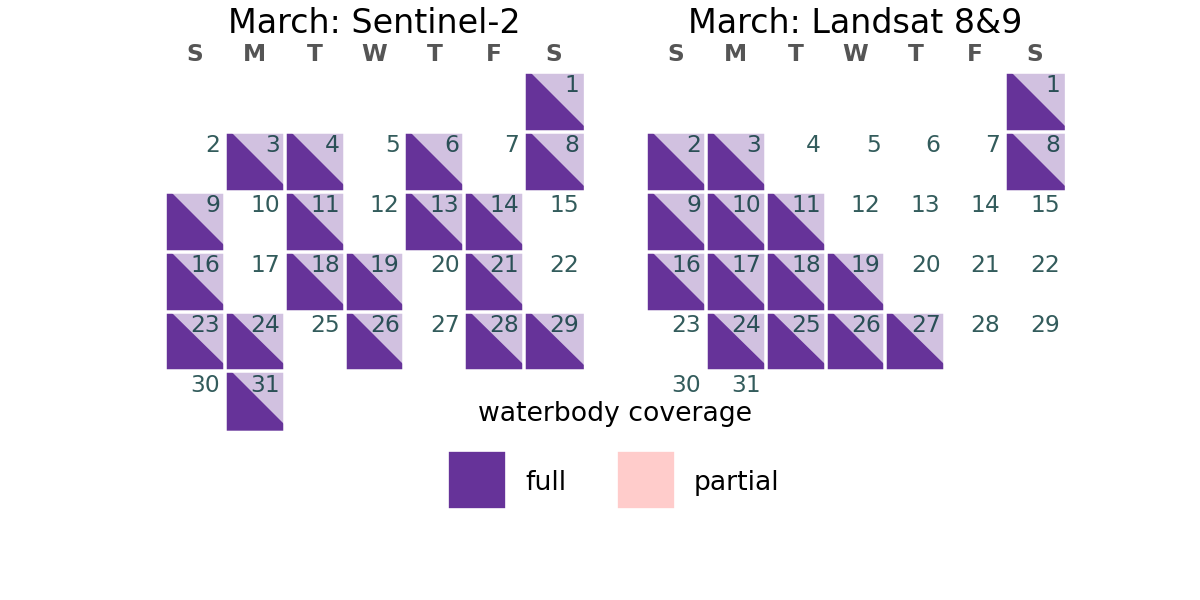 March: Sentinel-2
S M T W T F S
1
2 3 4 5 6 7 8
9 10 11 12 13 14 15
16 17 18 19 20 21 22
23 24 25 26 27 28 29
30 31
March: Landsat 8&9
S M T W T F S
1
2 3 4 5 6 7 8
9 10 11 12 13 14 15
16 17 18 19 20 21 22
23 24 25 26 27 28 29
30 31
waterbody coverage
full partial